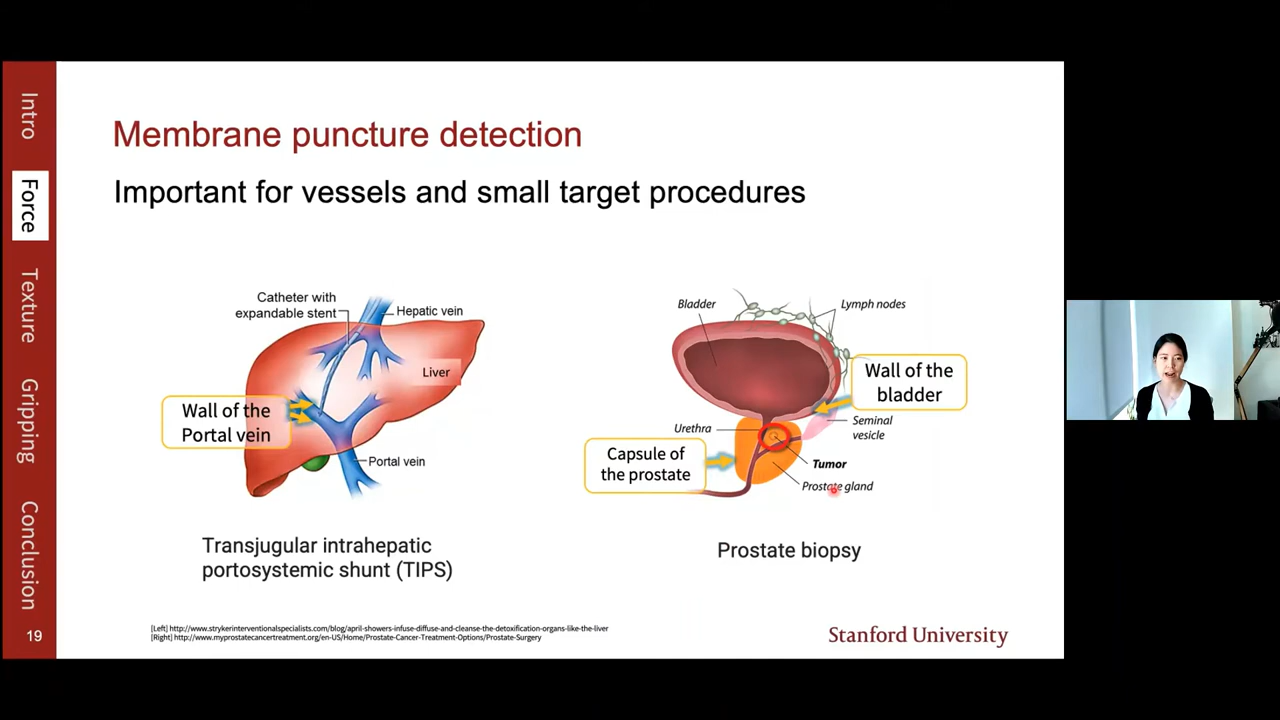 Intro
Force
Texture
Gripping
Conclusion
19
Membrane puncture detection
Important for vessels and small target procedures
Catheter with
expandable stent
Hepatic vein
Liver
Wall of the
Portal vein
Portal vein
Transjugular intrahepatic
portosystemic shunt (TIPS)
Bladder
Lymph nodes
Wall of the
bladder
Urethra
Seminal
vesicle
Capsule of
the prostate
Tumor
Prostate gland
Prostate biopsy
[Left] http://www.strykerinterventionalspecialists.com/blog/april-showers-infuse-diffuse-and-cleanse-the-detoxification-organs-like-the-liver
[Right] http://www.myprostatecancertreatment.org/en-US/Home/Prostate-Cancer-Treatment-Options/Prostate-Surgery
Stanford University